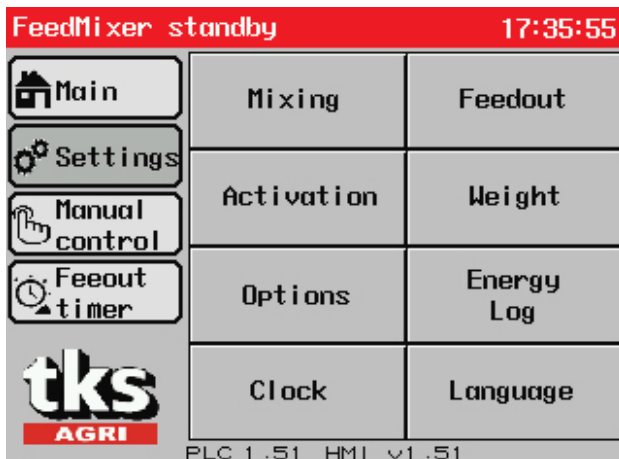 FeedMixer standby 17:35:55
Main
Settings
Manual
control
Feeout
timer
Mixing
Feedout
Activation
Weight
Options
Energy
Log
Clock
Language
tks
AGRI
PLC 1.51 HMI v1.51